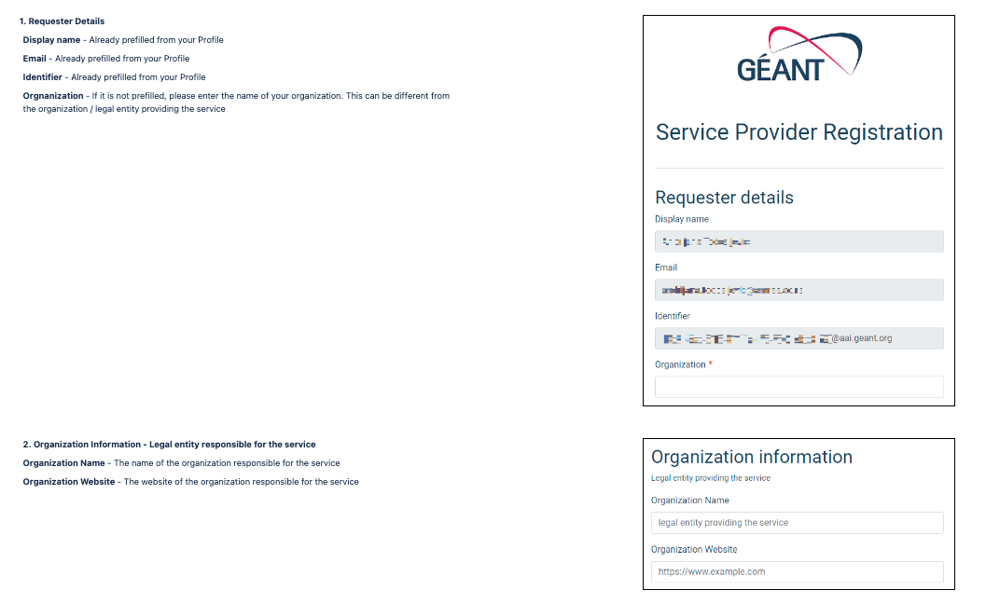 1. Requester Details
Display name - Already prefilled from your Profile
Email - Already prefilled from your Profile
Identifier - Already prefilled from your Profile
Orgnanization - If it is not prefilled, please enter the name of your organization. This can be different from
the organization / legal entity providing the service
GÉANT
Service Provider Registration
Requester details
Display name
Email
Identifier
@aai.geant.org
Organization *
2. Organization Information - Legal entity responsible for the service
Organization Name - The name of the organization responsible for the service
Organization Website - The website of the organization responsible for the service
Organization information
Legal entity providing the service
Organization Name
legal entity providing the service
Organization Website
https://www.example.com